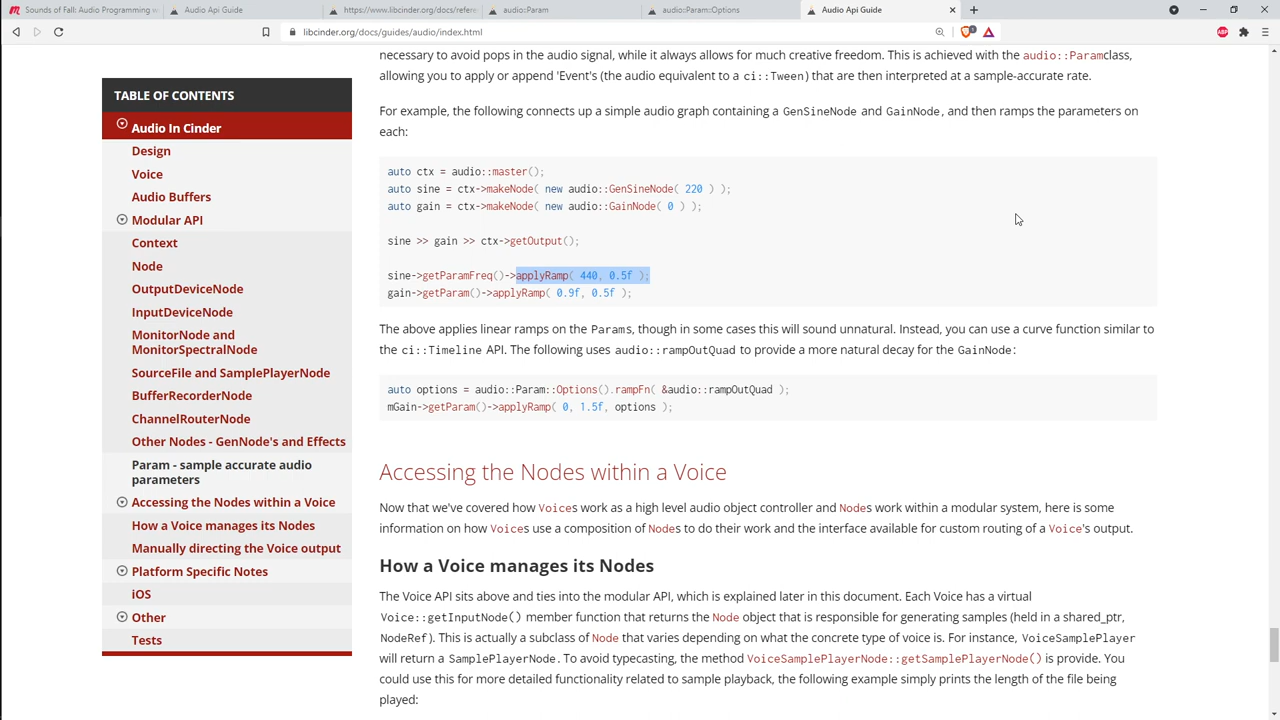 Sounds of Fall: Audio Programming w
Audio Api Guide
https://www.libcinder.org/docs/refere
audio::Param
audio::Param::Options
Audio Api Guide
libcinder.org/docs/guides/audio/index.html
TABLE OF CONTENTS
Audio In Cinder
Design
Voice
Audio Buffers
Modular API
Context
Node
OutputDeviceNode
InputDeviceNode
MonitorNode and
MonitorSpectralNode
SourceFile and SamplePlayerNode
BufferRecorderNode
ChannelRouterNode
Other Nodes - GenNode's and Effects
Param - sample accurate audio
parameters
Accessing the Nodes within a Voice
How a Voice manages its Nodes
Manually directing the Voice output
Platform Specific Notes
iOS
Other
Tests
necessary to avoid pops in the audio signal, while it always allows for much creative freedom. This is achieved with the audio::Paramclass,
allowing you to apply or append 'Event's (the audio equivalent to a ci::Tween) that are then interpreted at a sample-accurate rate.
For example, the following connects up a simple audio graph containing a GenSineNode and GainNode, and then ramps the parameters on
each:
auto ctx = audio::master();
auto sine = ctx->makeNode( new audio::GenSineNode( 220 ) );
auto gain = ctx->makeNode( new audio::GainNode( 0 ) );
sine >> gain >> ctx->getOutput();
sine->getParamFreq()->applyRamp( 440, 0.5f );
gain->getParam()->applyRamp( 0.9f, 0.5f );
The above applies linear ramps on the Params, though in some cases this will sound unnatural. Instead, you can use a curve function similar to
the ci::Timeline API. The following uses audio::rampOutQuad to provide a more natural decay for the GainNode:
auto options = audio::Param::Options().rampFn( &audio::rampOutQuad );
mGain->getParam()->applyRamp( 0, 1.5f, options );
Accessing the Nodes within a Voice
Now that we've covered how Voices work as a high level audio object controller and Nodes work within a modular system, here is some
information on how Voices use a composition of Nodes to do their work and the interface available for custom routing of a Voice's output.
How a Voice manages its Nodes
The Voice API sits above and ties into the modular API, which is explained later in this document. Each Voice has a virtual
Voice::getInputNode() member function that returns the Node object that is responsible for generating samples (held in a shared_ptr,
NodeRef). This is actually a subclass of Node that varies depending on what the concrete type of voice is. For instance, VoiceSamplePlayer
will return a SamplePlayerNode. To avoid typecasting, the method VoiceSamplePlayerNode::getSamplePlayerNode() is provide. You
could use this for more detailed functionality related to sample playback, the following example simply prints the length of the file being
played: